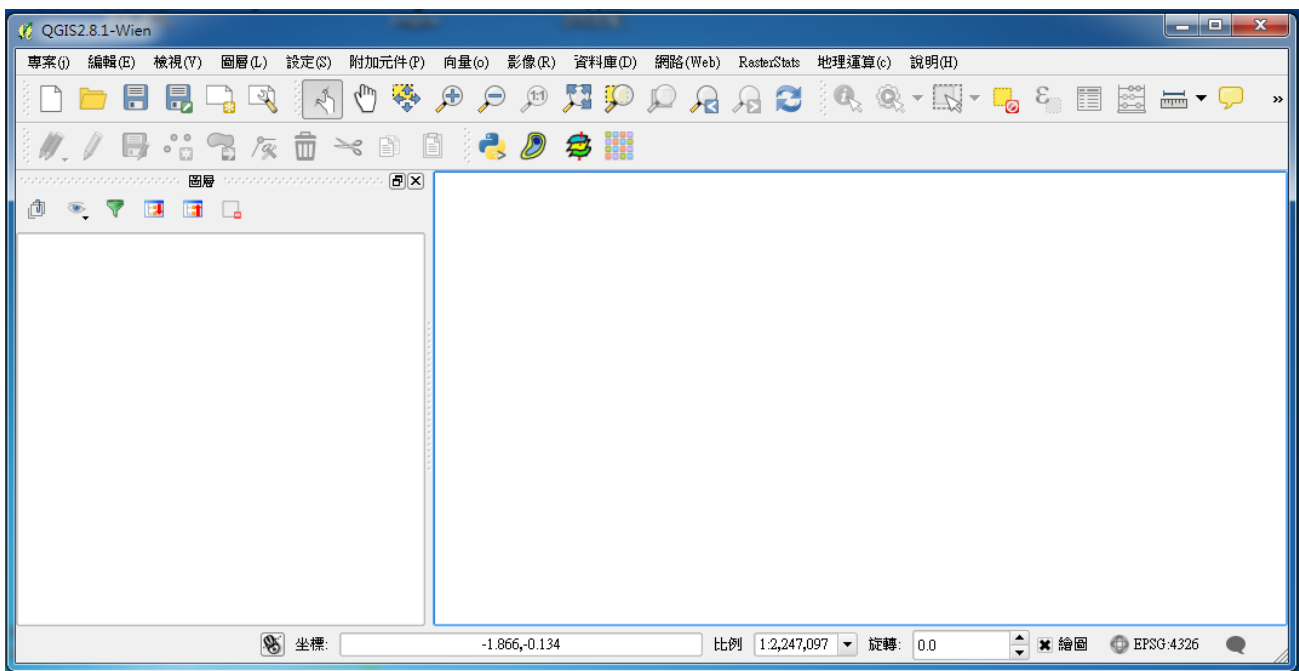 QGIS2.8.1-Wien
專案(j) 編輯(E) 檢視(V) 圖層(L) 設定(S) 附加元件(P) 向量(o) 影像(R) 資料庫(D) 網路(Web) RasterStats 地理運算(c) 說明(H)
1:1
圖層
坐標: -1.866,-0.134 比例 1:2,247,097 旋轉: 0.0 繪圖 EPSG:4326